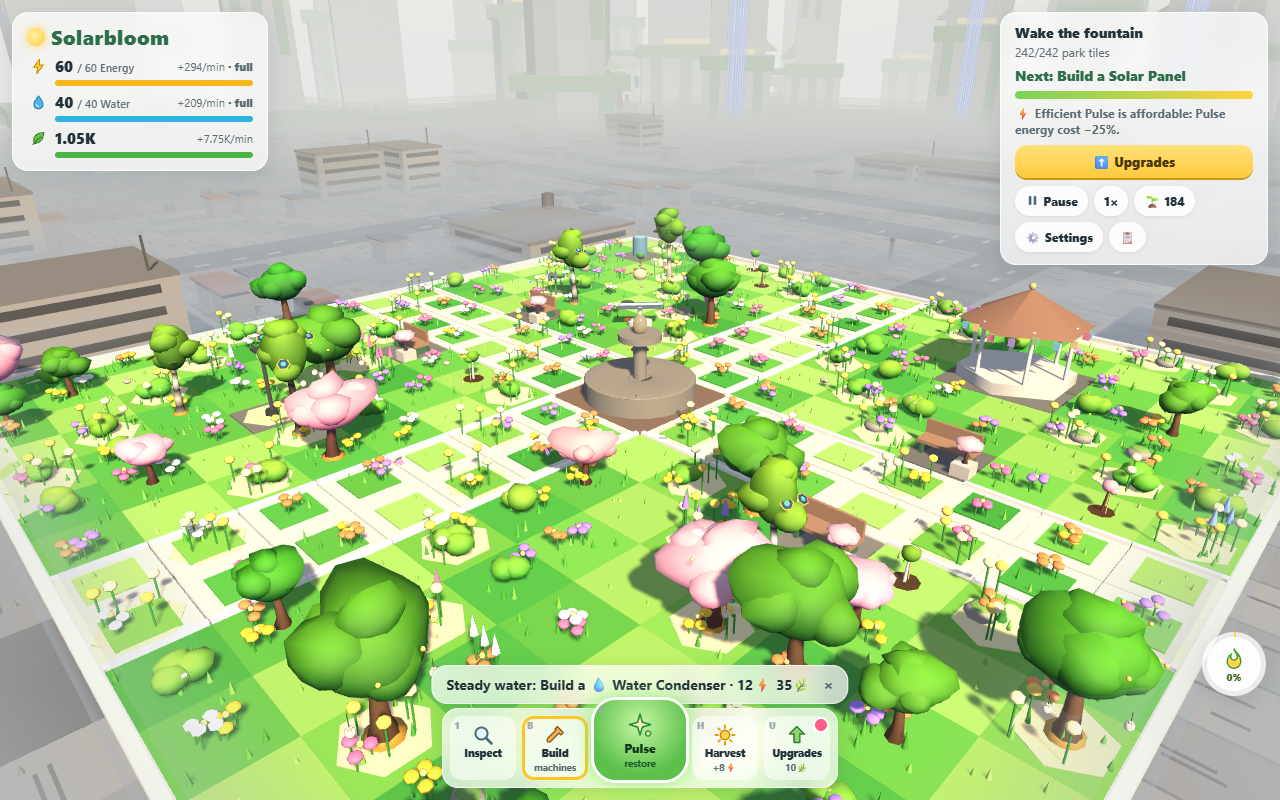 Solarbloom
60 / 60 Energy +294/min • full
40 / 40 Water +209/min • full
1.05K +7.75K/min
Wake the fountain
242/242 park tiles
Next: Build a Solar Panel
Efficient Pulse is affordable: Pulse
energy cost −25%.
Upgrades
Pause 1× 184
Settings
0%
Steady water: Build a 💧 Water Condenser · 12⚡ 35🌿 ×
1 Inspect
B Build
machines
Pulse
restore
H Harvest
+8⚡
U Upgrades
10🌿